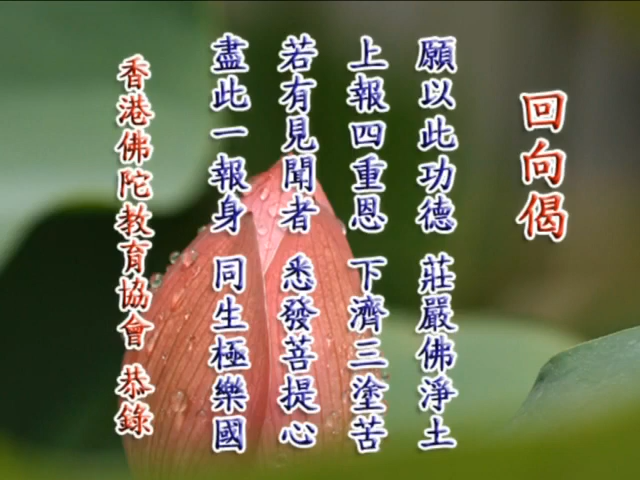 回向偈
願以此功德 莊嚴佛淨土
上報四重恩 下濟三塗苦
若有見聞者 悉發菩提心
盡此一報身 同生極樂國
香港佛陀教育協會 恭錄